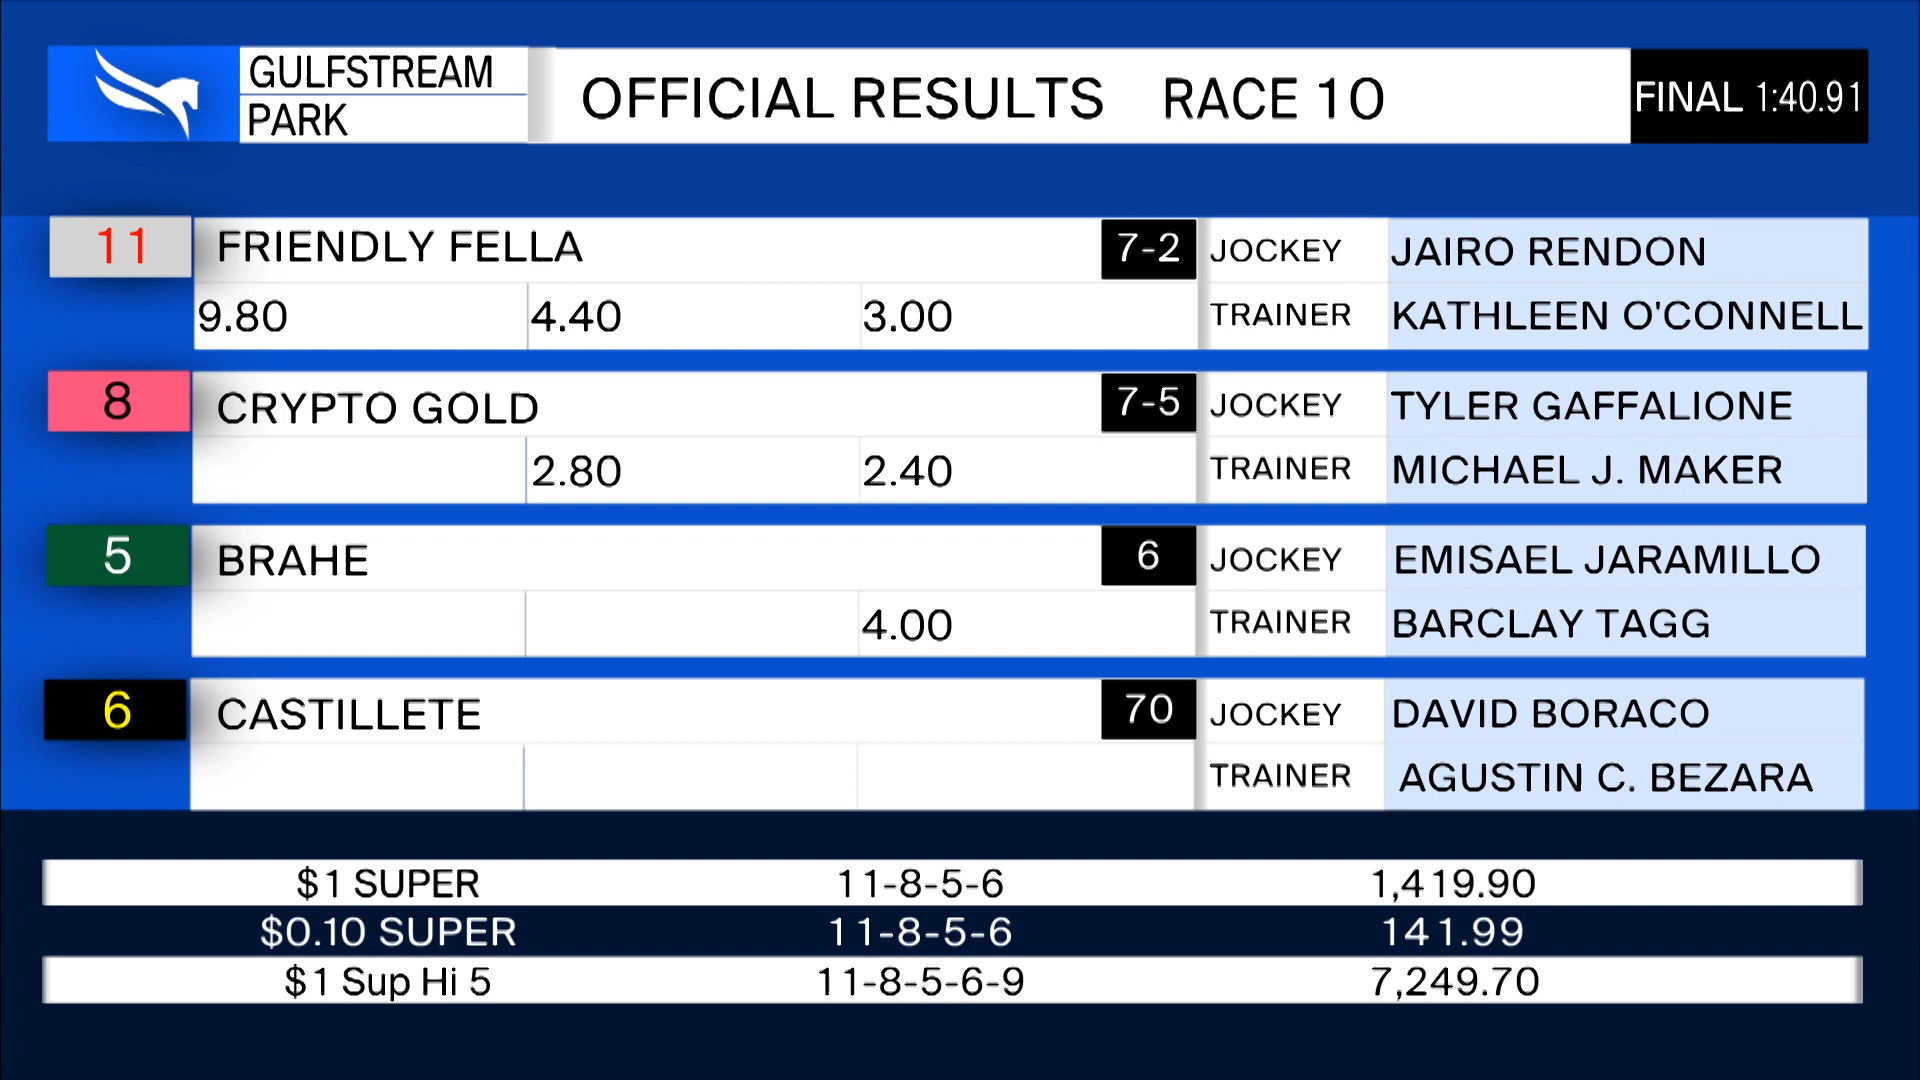 GULFSTREAM
PARK
OFFICIAL RESULTS RACE 10
FINAL 1:40.91
11 FRIENDLY FELLA 7-2 JOCKEY JAIRO RENDON
9.80 4.40 3.00 TRAINER KATHLEEN O'CONNELL
8 CRYPTO GOLD 7-5 JOCKEY TYLER GAFFALIONE
2.80 2.40 TRAINER MICHAEL J. MAKER
5 BRAHE 6 JOCKEY EMISAEL JARAMILLO
4.00 TRAINER BARCLAY TAGG
6 CASTILLETE 70 JOCKEY DAVID BORACO
TRAINER AGUSTIN C. BEZARA
$1 SUPER 11-8-5-6 1,419.90
$0.10 SUPER 11-8-5-6 141.99
$1 Sup Hi 5 11-8-5-6-9 7,249.70